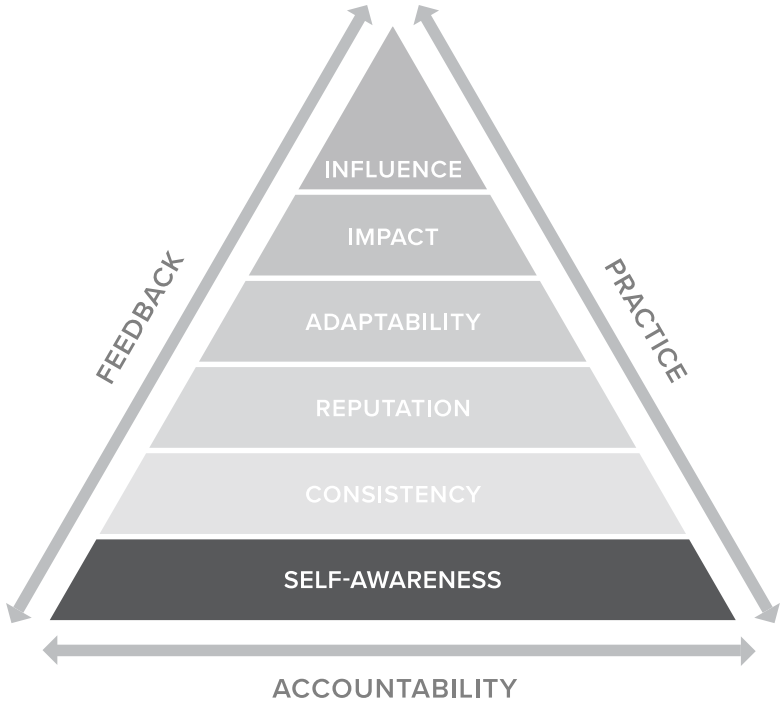 INFLUENCE
IMPACT
ADAPTABILITY
REPUTATION
CONSISTENCY
SELF-AWARENESS
FEEDBACK
PRACTICE
ACCOUNTABILITY